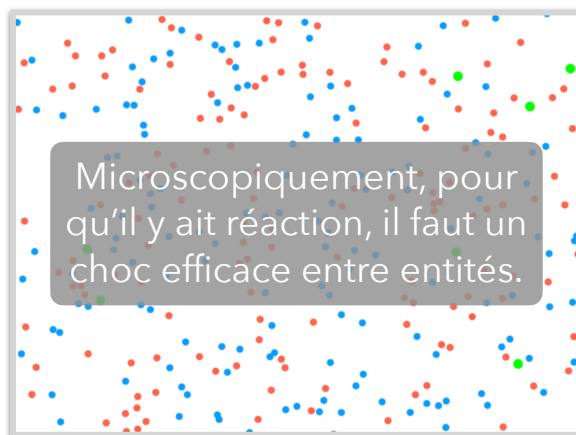 Microscopiquement, pour
qu’il y ait réaction, il faut un
choc efficace entre entités.